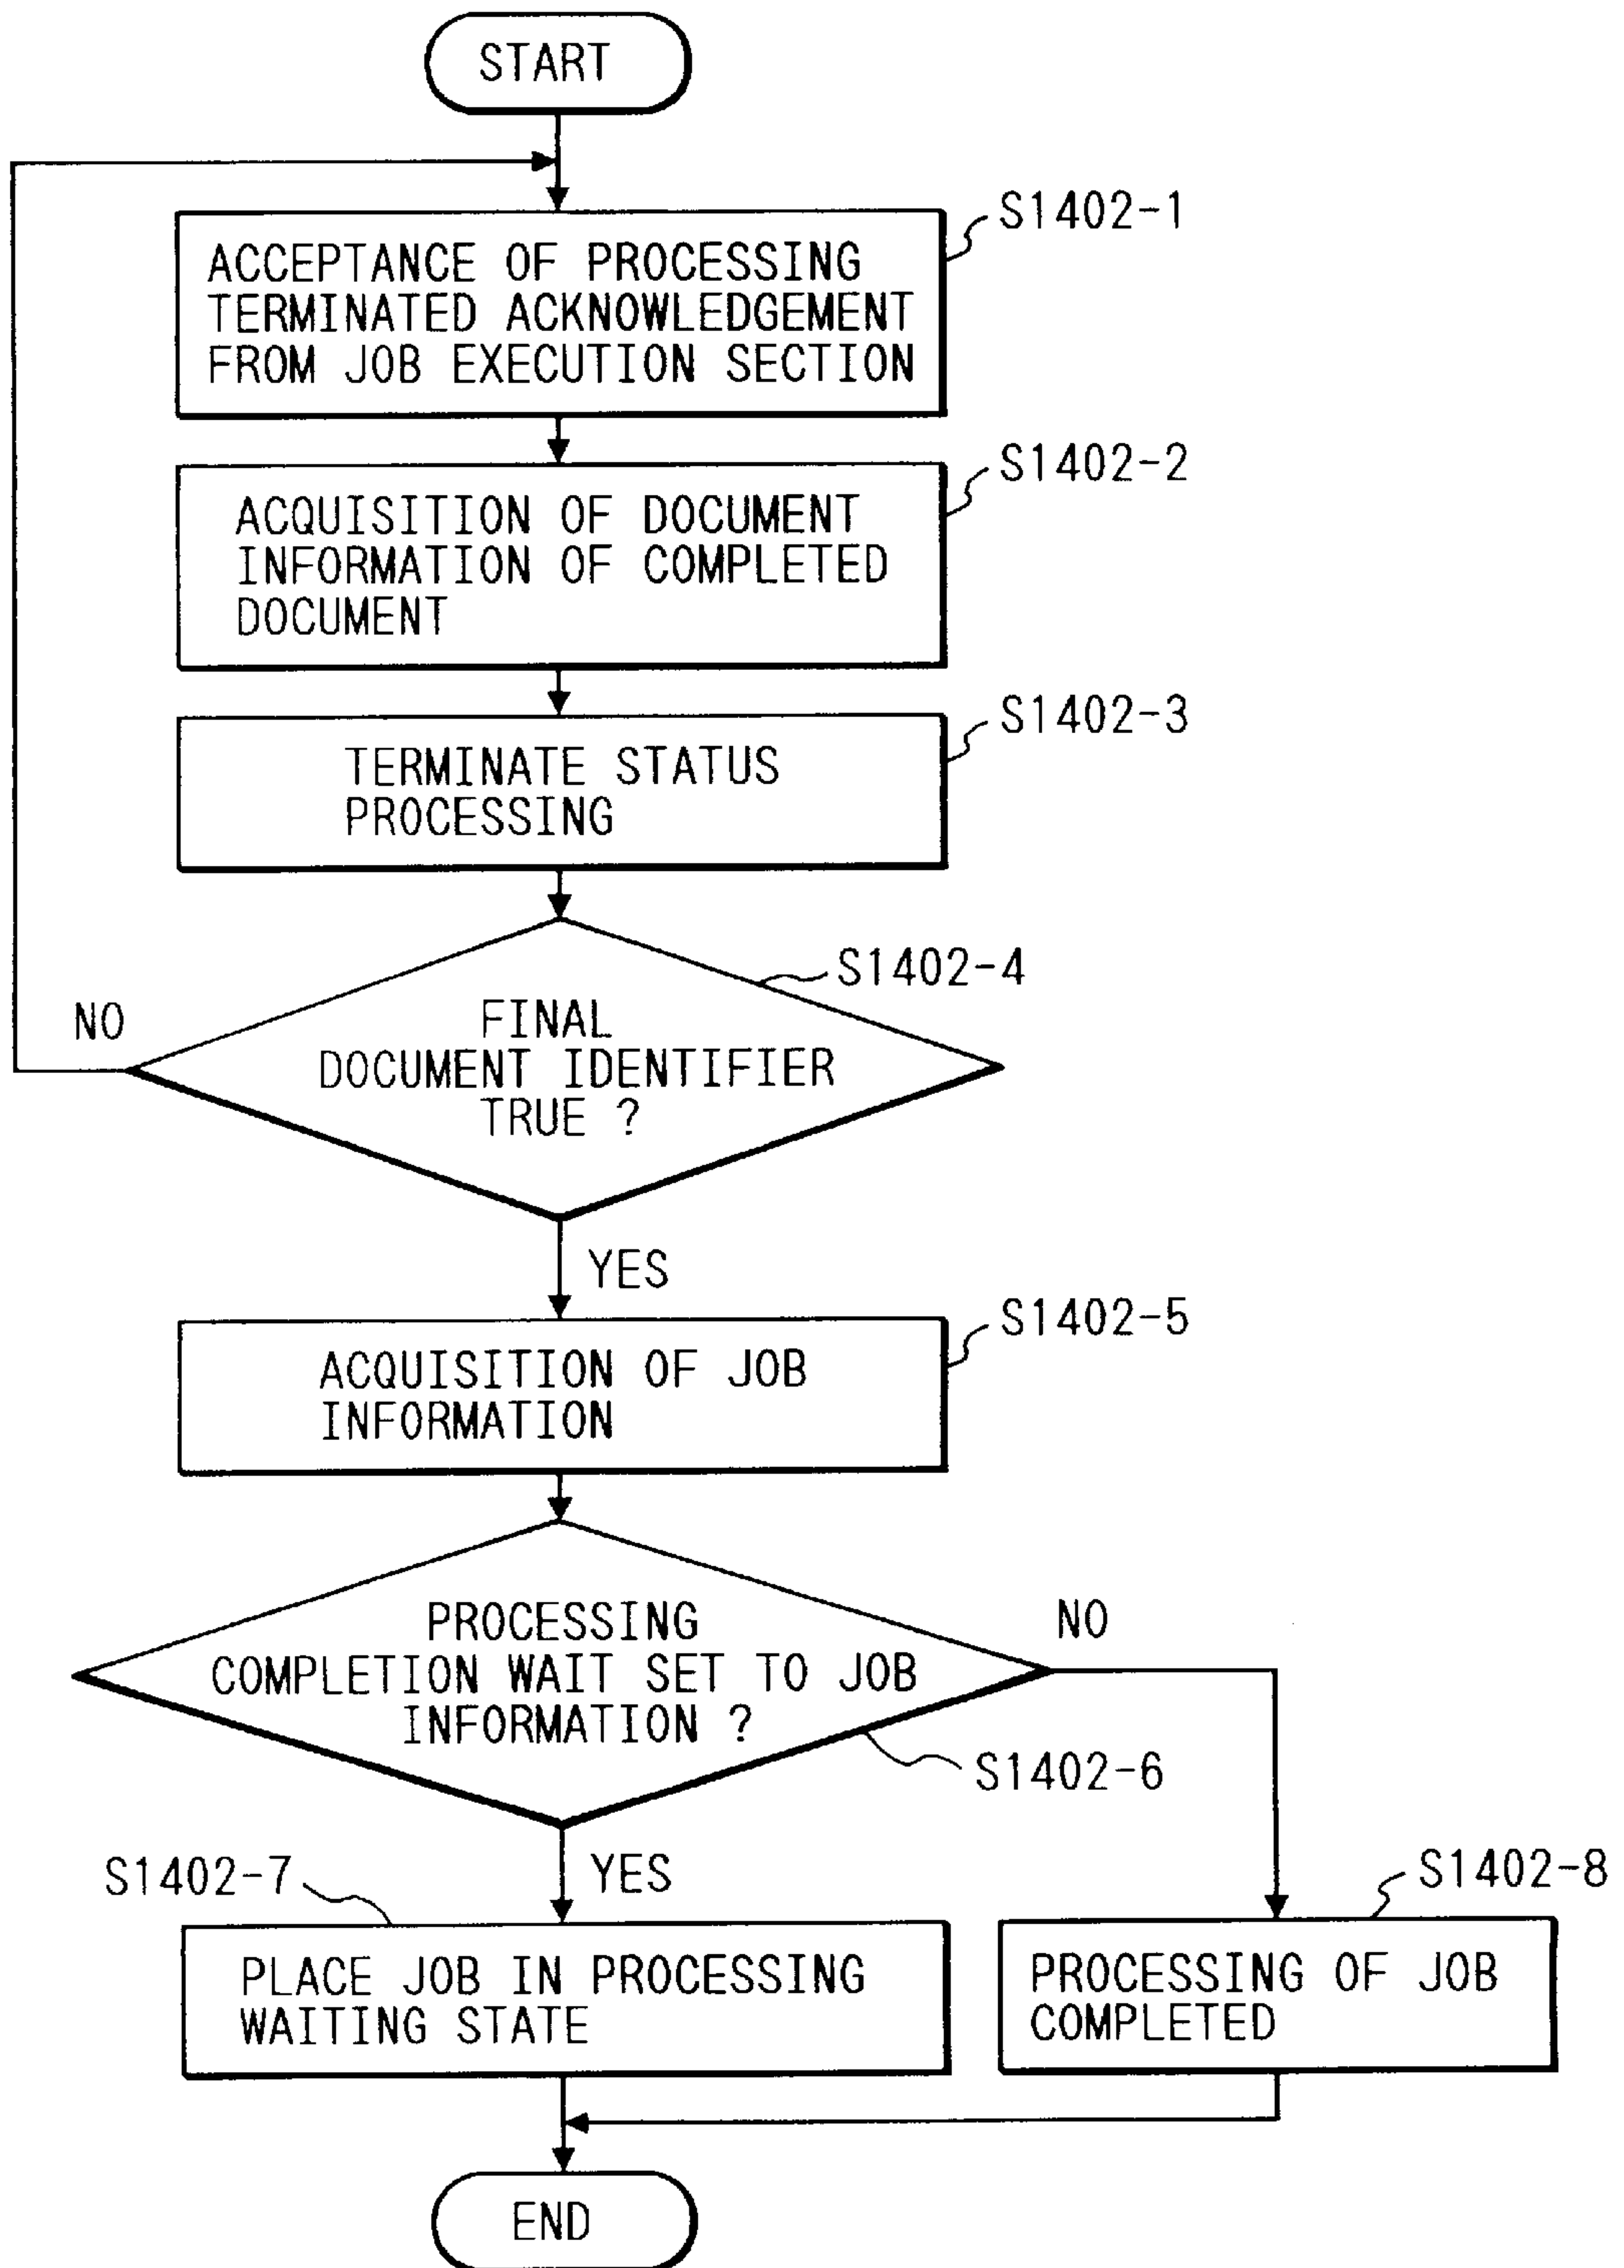 START
S1402-1
ACCEPTANCE OF PROCESSING
TERMINATED ACKNOWLEDGEMENT
FROM JOB EXECUTION SECTION
S1402-2
ACQUISITION OF DOCUMENT
INFORMATION OF COMPLETED
DOCUMENT
S1402-3
TERMINATE STATUS
PROCESSING
S1402-4
NO
FINAL
DOCUMENT IDENTIFIER
TRUE ?
YES
S1402-5
ACQUISITION OF JOB
INFORMATION
PROCESSING
COMPLETION WAIT SET TO JOB
INFORMATION ?
NO
S1402-6
YES
S1402-7
PLACE JOB IN PROCESSING
WAITING STATE
S1402-8
PROCESSING OF JOB
COMPLETED
END